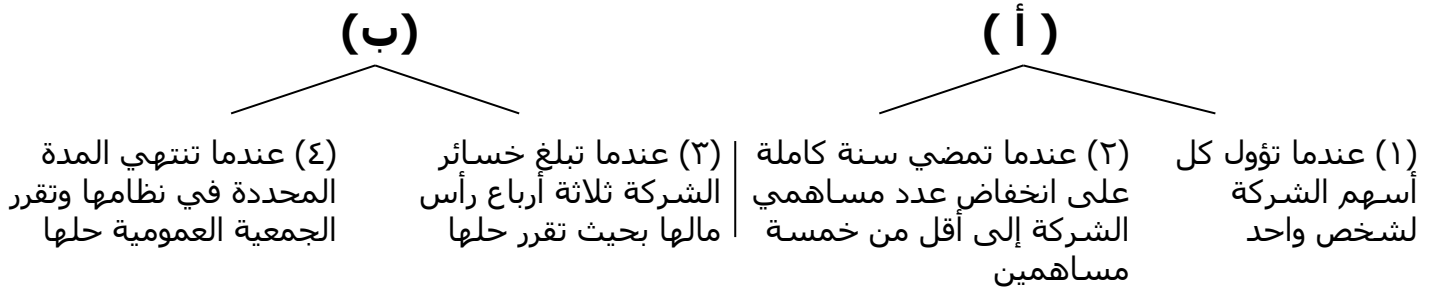 ( أ )
(١) عندما تؤول كل
أسهم الشركة
لشخص واحد
(٢) عندما تمضي سنة كاملة
على انخفاض عدد مساهمي
الشركة إلى أقل من خمسة
مساهمين
(ب)
(٣) عندما تبلغ خسائر
الشركة ثلاثة أرباع رأس
مالها بحيث تقرر حلها
(٤) عندما تنتهي المدة
المحددة في نظامها وتقرر
الجمعية العمومية حلها